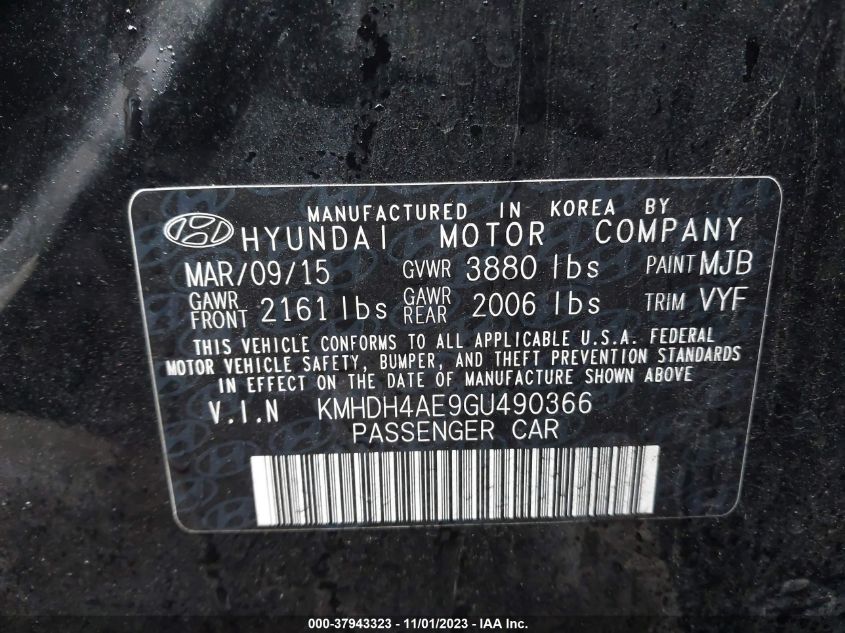 MANUFACTURED IN KOREA BY
HYUNDAI MOTOR COMPANY
MAR/09/15 GVWR 3880 lbs PAINT MJB
GAWR FRONT 2161 lbs GAWR REAR 2006 lbs TRIM VYF
THIS VEHICLE CONFORMS TO ALL APPLICABLE U.S.A. FEDERAL
MOTOR VEHICLE SAFETY, BUMPER, AND THEFT PREVENTION STANDARDS
IN EFFECT ON THE DATE OF MANUFACTURE SHOWN ABOVE
V.I.N KMHDH4AE9GU490366
PASSENGER CAR
000-37943323 - 11/01/2023 - IAA Inc.